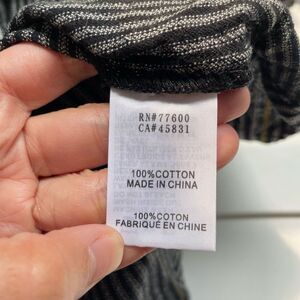 RN#77600
CA#45831
100%COTTON
MADE IN CHINA
100%COTON
FABRIQUÉ EN CHINE